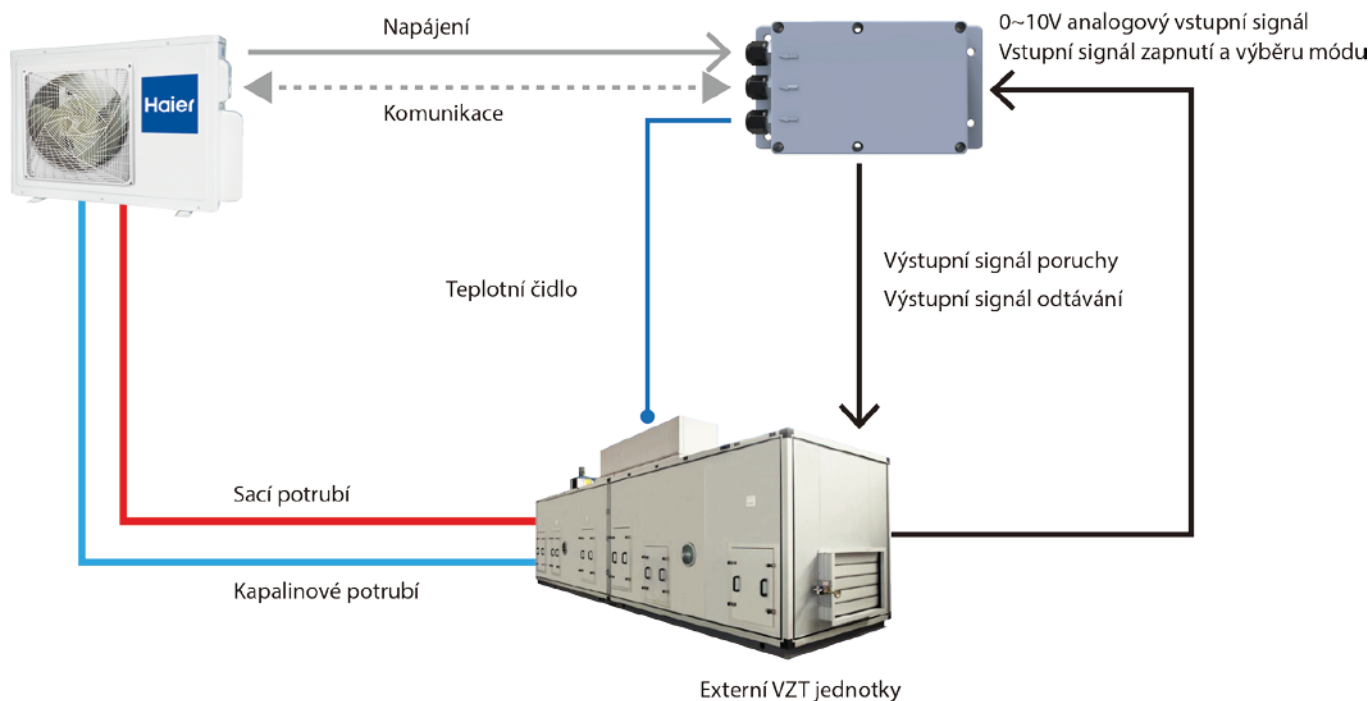 Napájení
0~10V analogový vstupní signál
Vstupní signál zapnutí a výběru módu
Haier
Komunikace
Výstupní signál poruchy
Teplotní čidlo
Výstupní signál odtávání
Sací potrubí
Kapalinové potrubí
Externí VZT jednotky